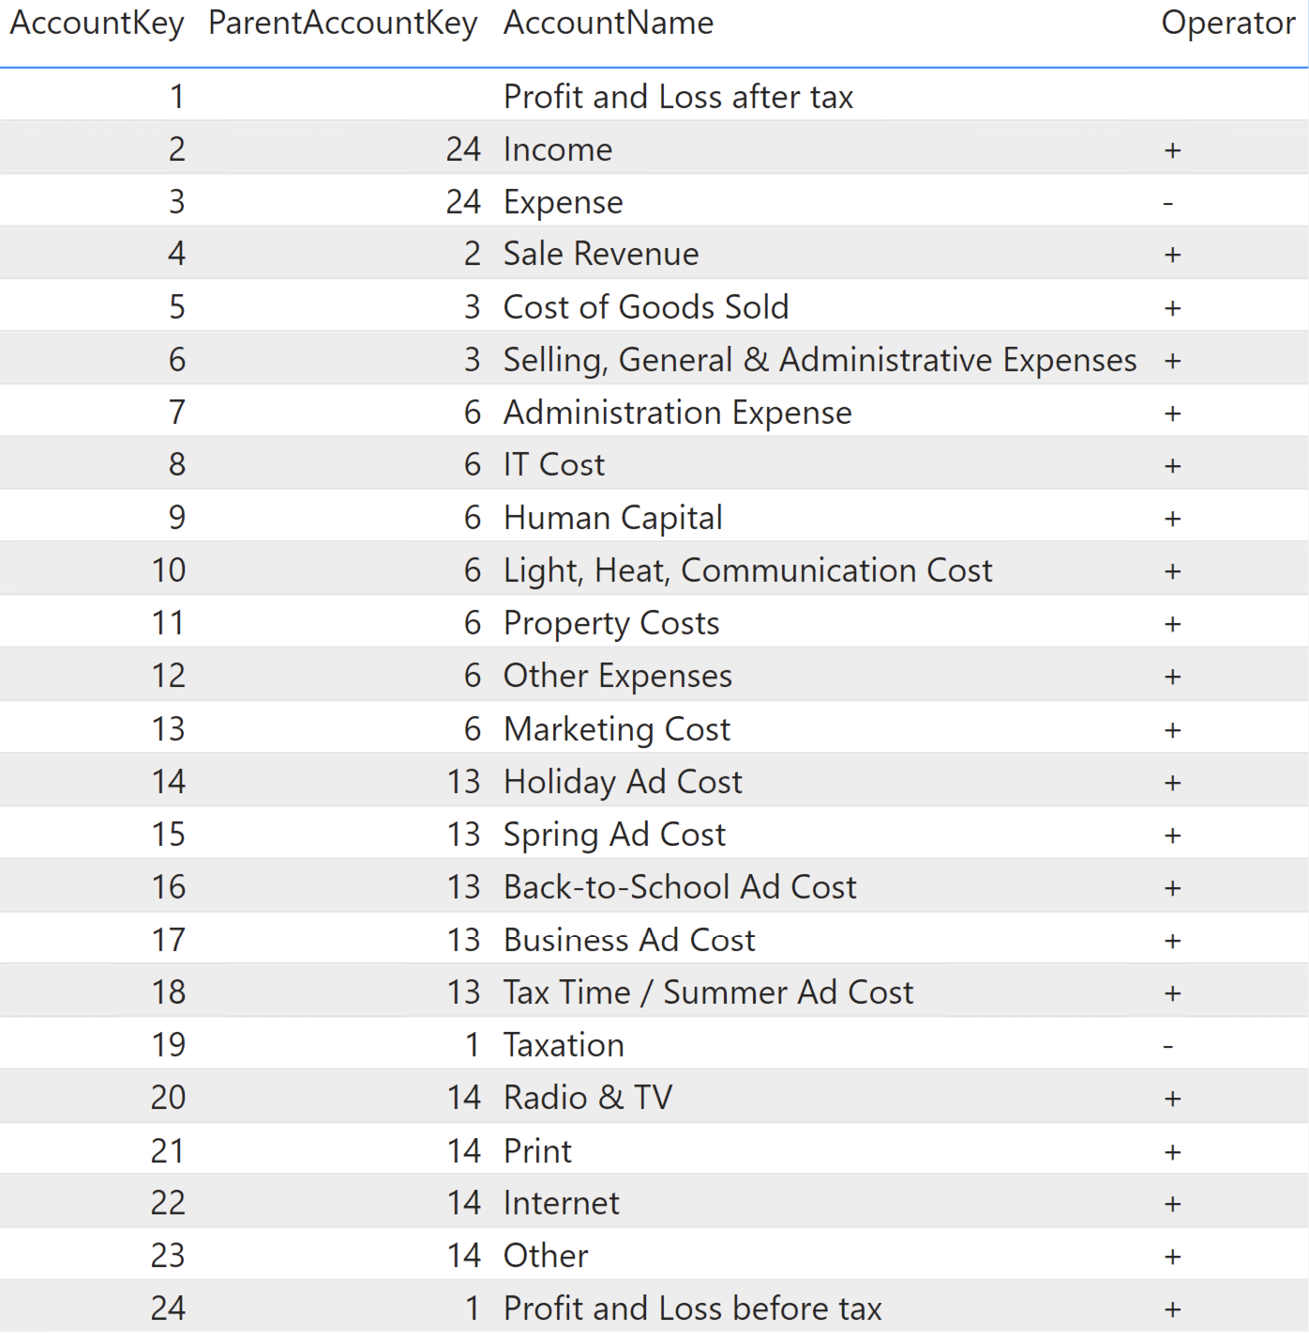 AccountKey ParentAccountKey AccountName Operator
1 Profit and Loss after tax
2 24 Income +
3 24 Expense -
4 2 Sale Revenue +
5 3 Cost of Goods Sold +
6 3 Selling, General & Administrative Expenses +
7 6 Administration Expense +
8 6 IT Cost +
9 6 Human Capital +
10 6 Light, Heat, Communication Cost +
11 6 Property Costs +
12 6 Other Expenses +
13 6 Marketing Cost +
14 13 Holiday Ad Cost +
15 13 Spring Ad Cost +
16 13 Back-to-School Ad Cost +
17 13 Business Ad Cost +
18 13 Tax Time / Summer Ad Cost +
19 1 Taxation -
20 14 Radio & TV +
21 14 Print +
22 14 Internet +
23 14 Other +
24 1 Profit and Loss before tax +